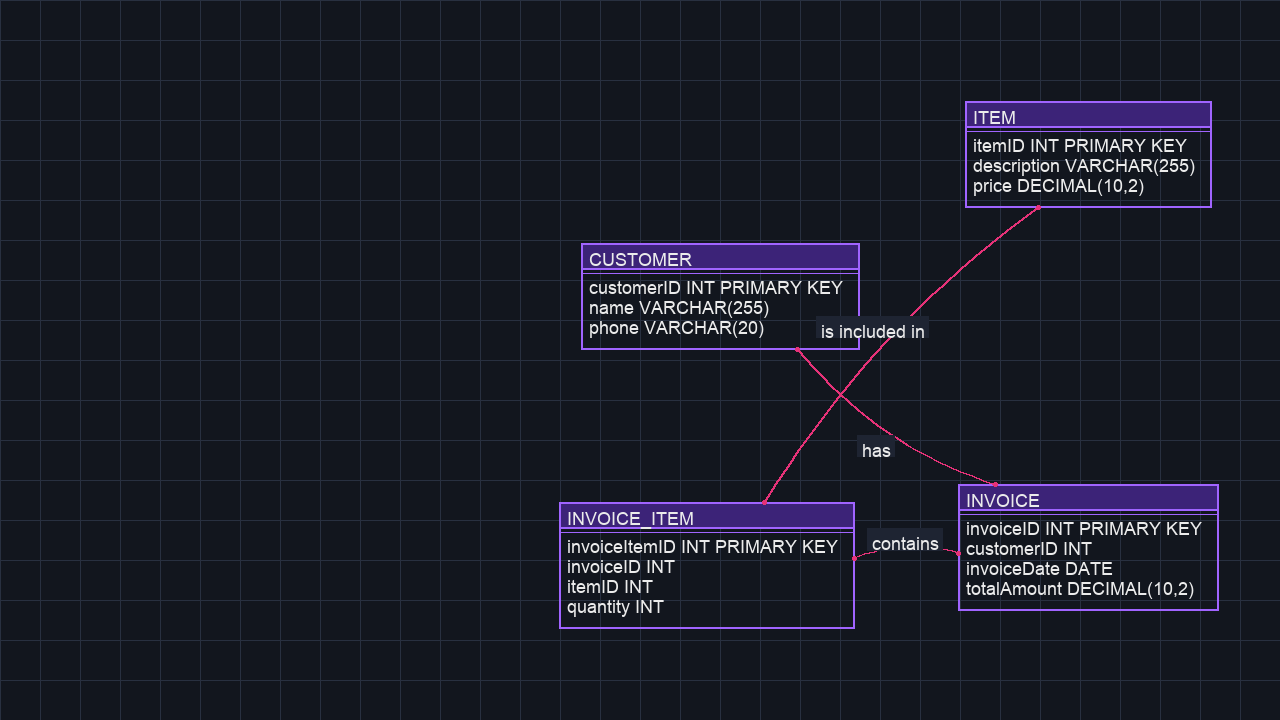 ITEM
itemID INT PRIMARY KEY
description VARCHAR(255)
price DECIMAL(10,2)
CUSTOMER
customerID INT PRIMARY KEY
name VARCHAR(255)
phone VARCHAR(20)
is included in
has
INVOICE_ITEM
invoiceItemID INT PRIMARY KEY
invoiceID INT
itemID INT
quantity INT
contains
INVOICE
invoiceID INT PRIMARY KEY
customerID INT
invoiceDate DATE
totalAmount DECIMAL(10,2)